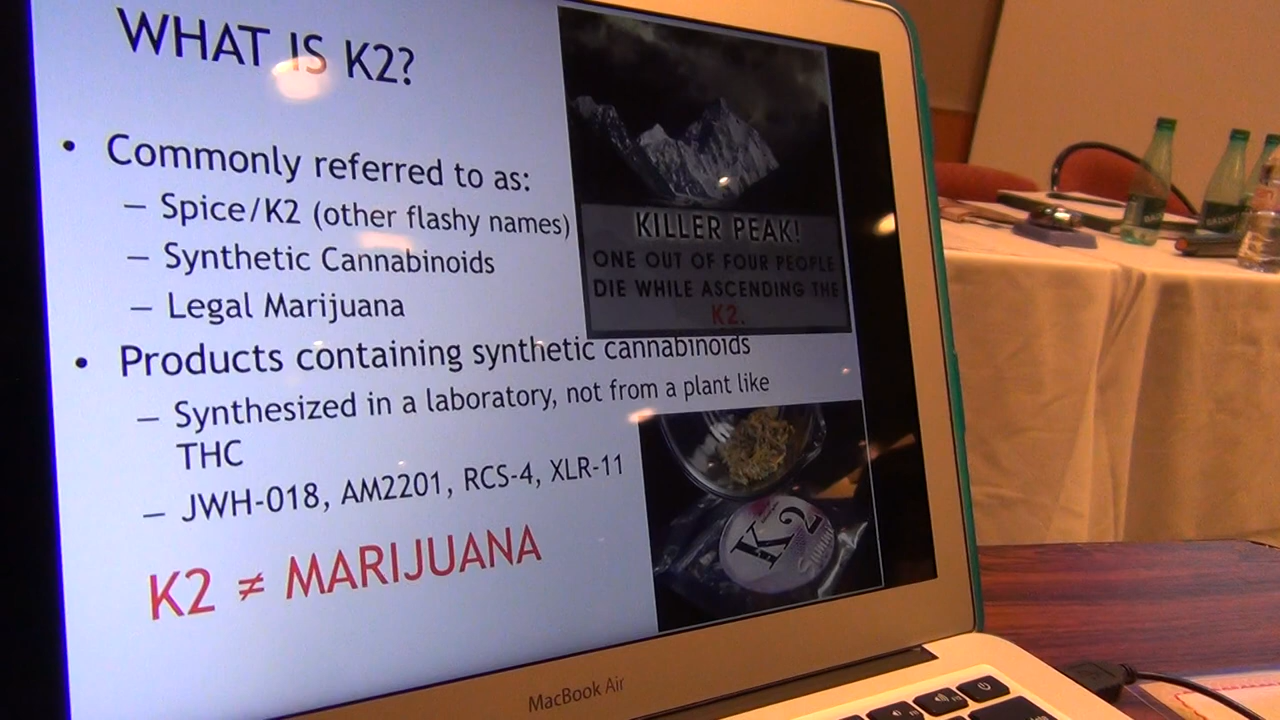 WHAT IS K2?
• Commonly referred to as:
– Spice/K2 (other flashy names)
– Synthetic Cannabinoids
– Legal Marijuana
• Products containing synthetic cannabinoids
– Synthesized in a laboratory, not from a plant like
THC
– JWH-018, AM2201, RCS-4, XLR-11
K2 ≠ MARIJUANA
KILLER PEAK!
ONE OUT OF FOUR PEOPLE
DIE WHILE ASCENDING THE
K2.
K2
MacBook Air